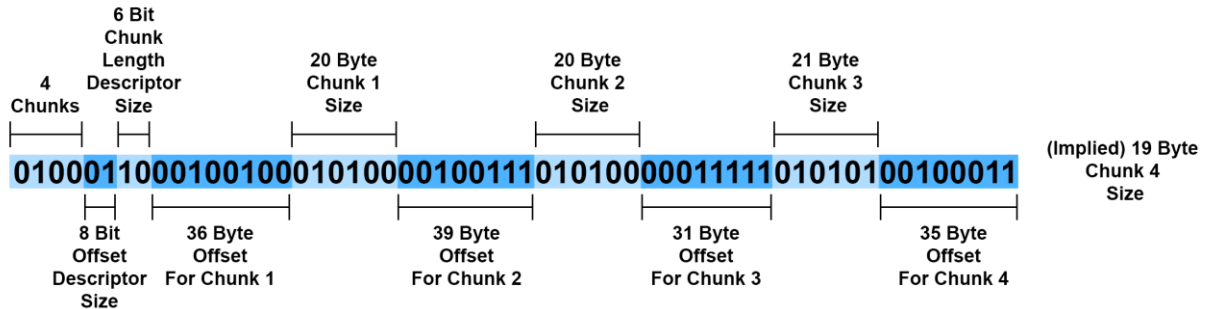 4
Chunks
6 Bit
Chunk
Length
Descriptor
Size
20 Byte
Chunk 1
Size
20 Byte
Chunk 2
Size
21 Byte
Chunk 3
Size
0100011000100100010100001001110101000001111101010100100011
(Implied) 19 Byte
Chunk 4
Size
8 Bit
Offset
Descriptor
Size
36 Byte
Offset
For Chunk 1
39 Byte
Offset
For Chunk 2
31 Byte
Offset
For Chunk 3
35 Byte
Offset
For Chunk 4